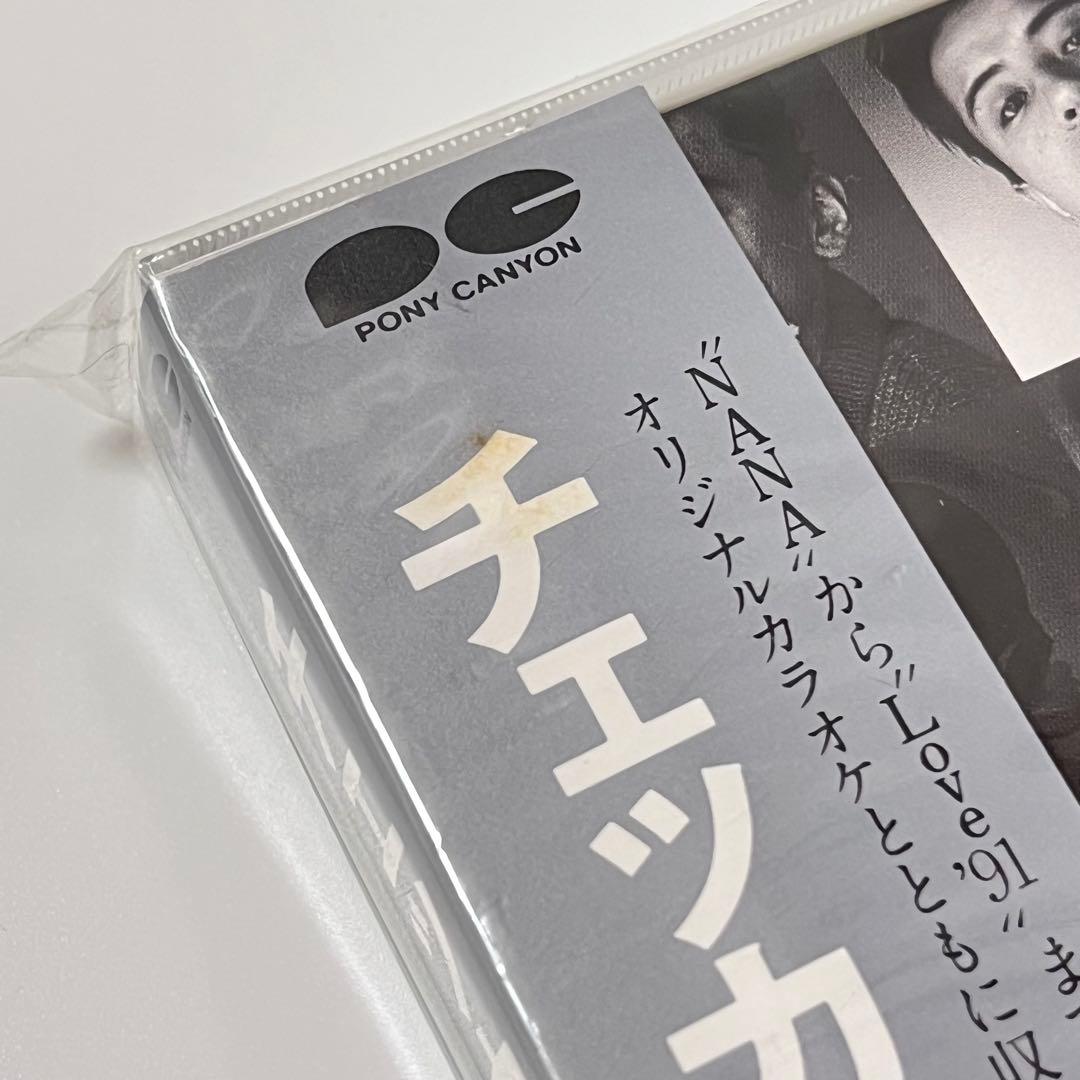 PONY CANYON
チェッカ
"NANA"から"Love'91"ま
オリジナルカラオケとともに収